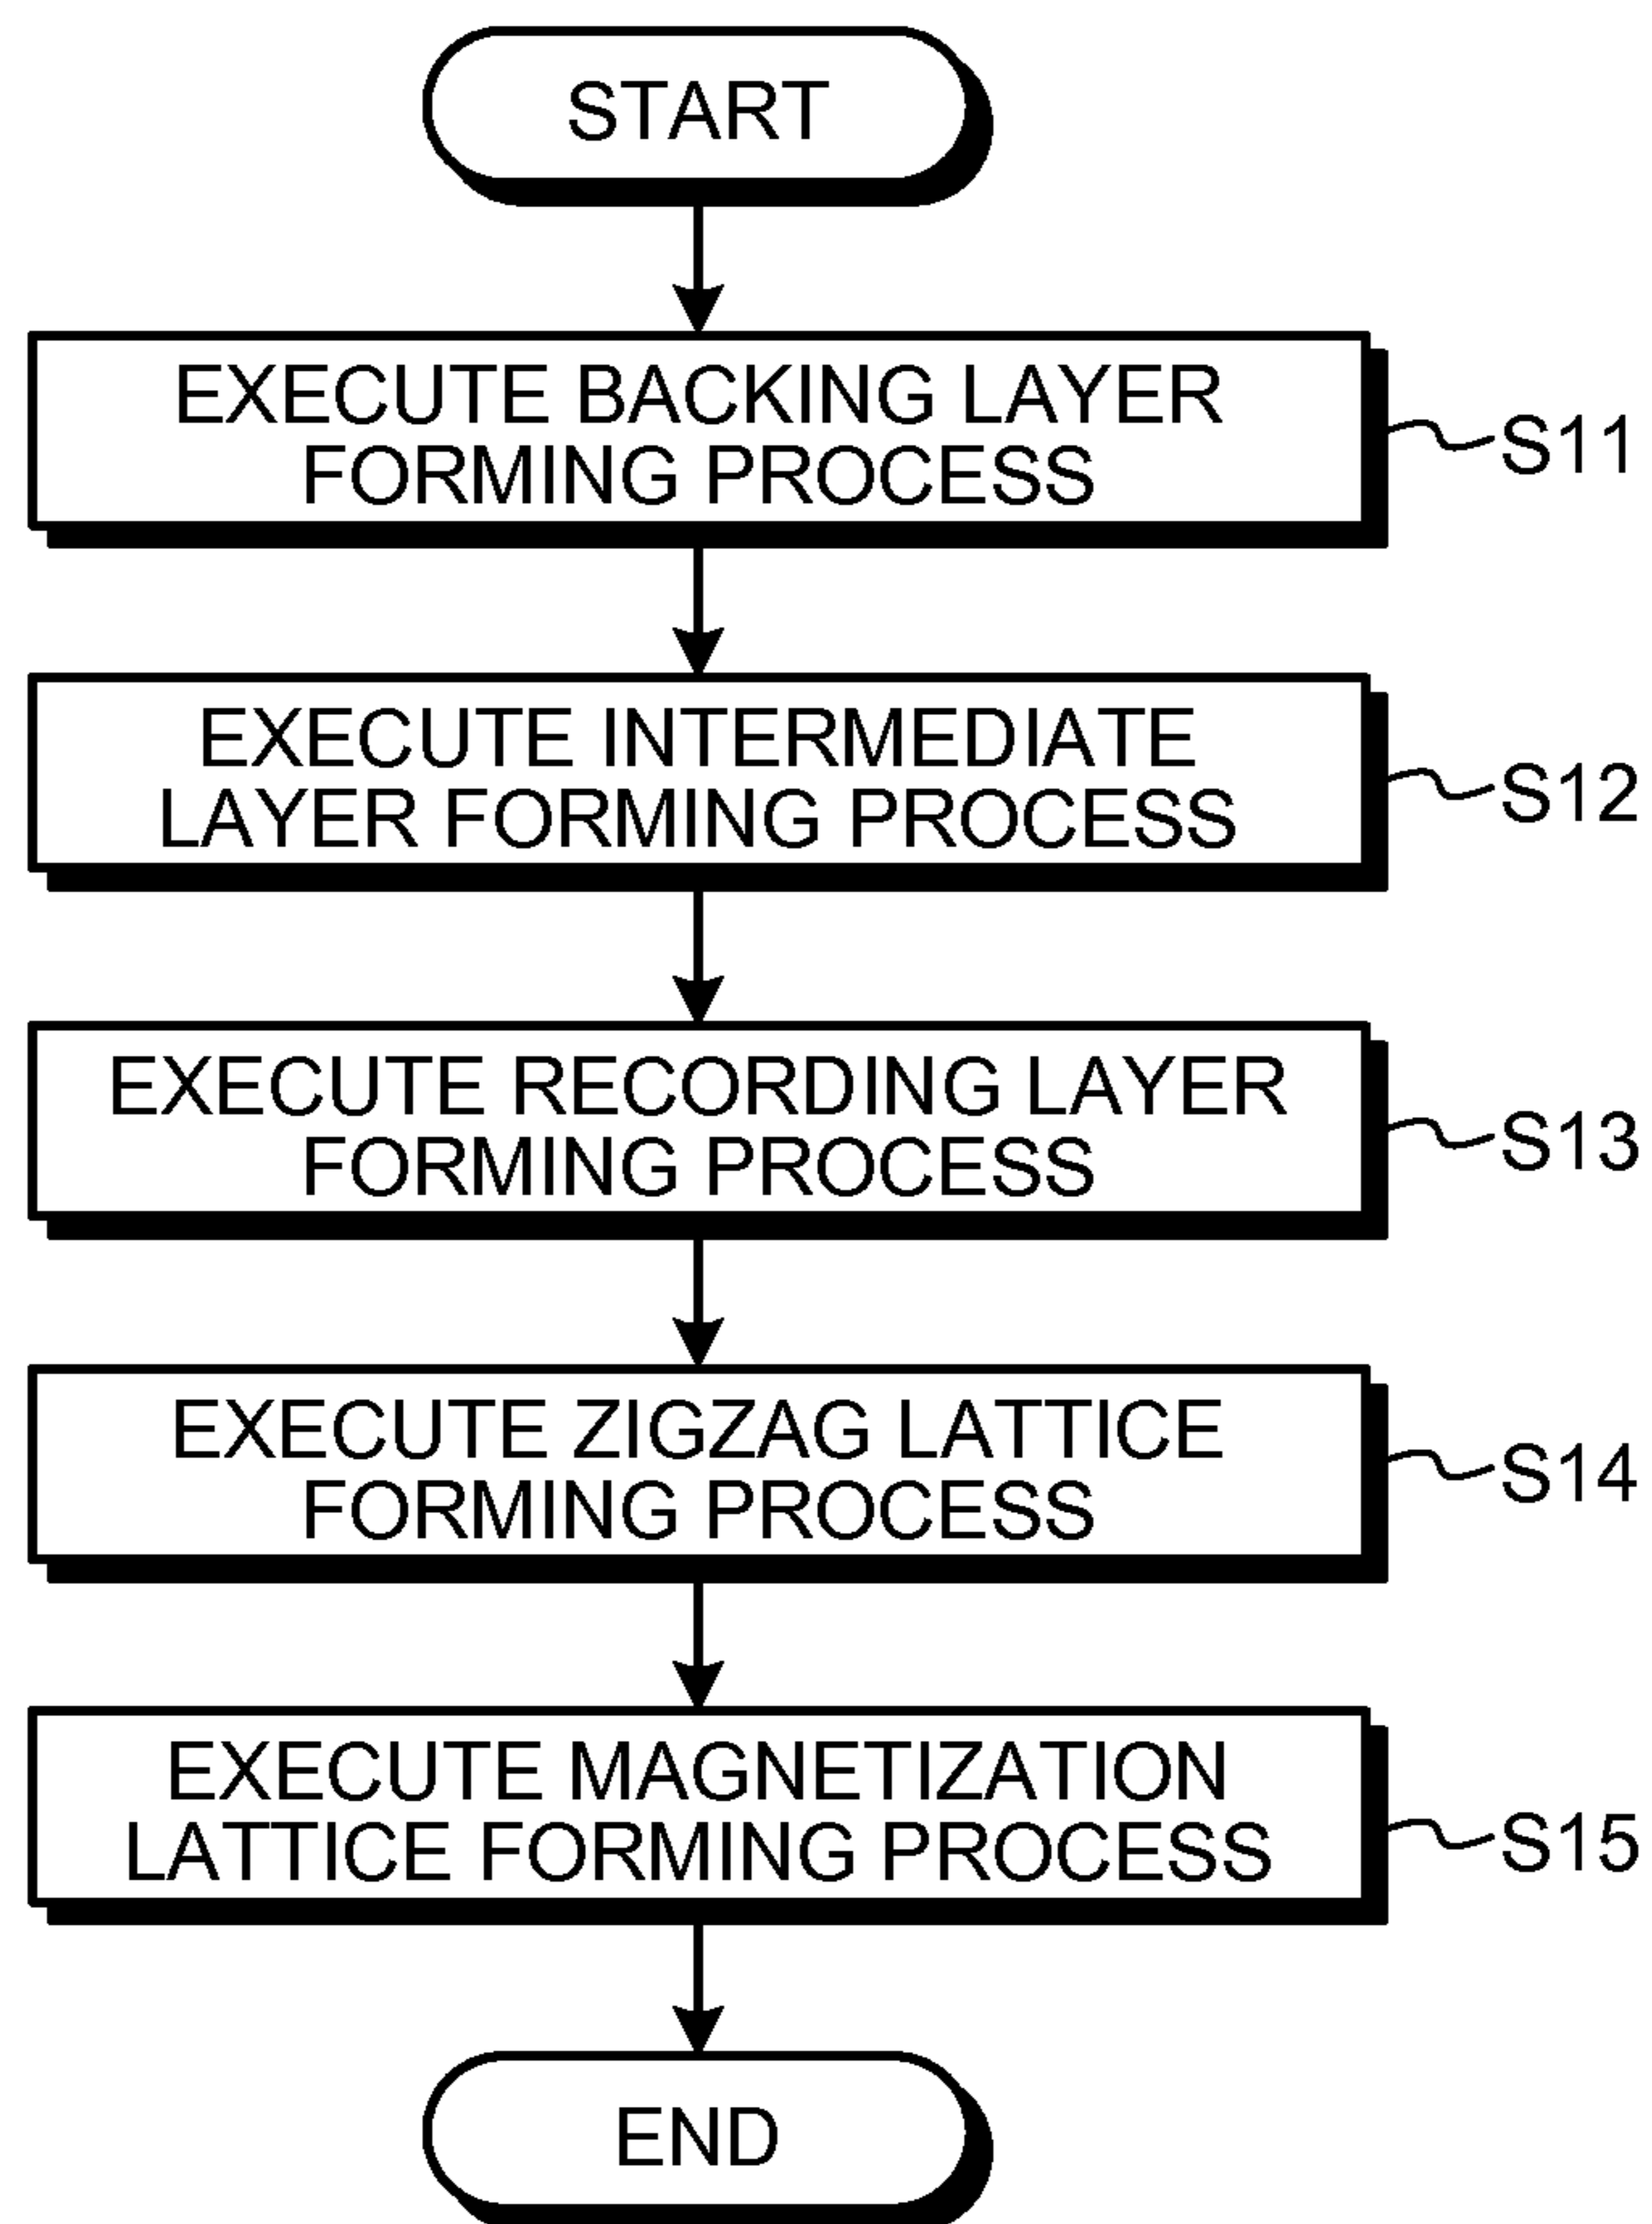 START
EXECUTE BACKING LAYER
FORMING PROCESS
S11
EXECUTE INTERMEDIATE
LAYER FORMING PROCESS
S12
EXECUTE RECORDING LAYER
FORMING PROCESS
S13
EXECUTE ZIGZAG LATTICE
FORMING PROCESS
S14
EXECUTE MAGNETIZATION
LATTICE FORMING PROCESS
S15
END